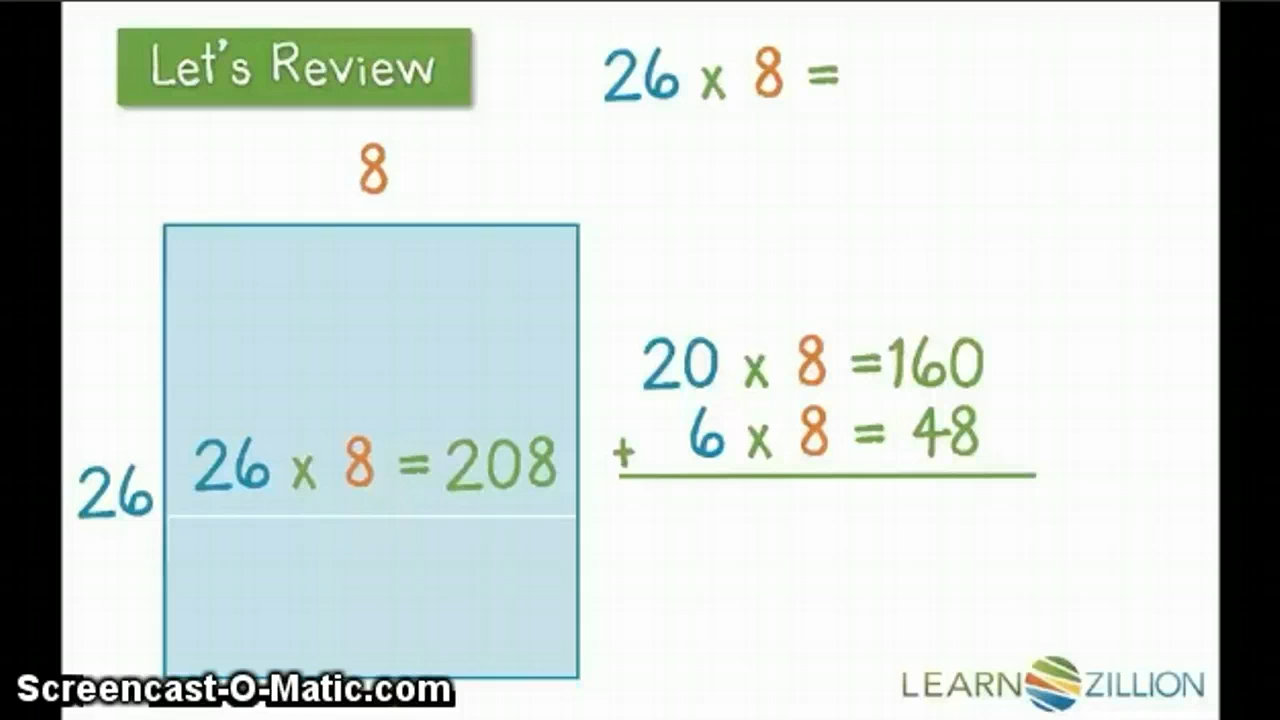 Let's Review
26 x 8 =
8
20 x 8 =160
+ 6 x 8 = 48
26
26 x 8 = 208
Screencast-O-Matic.com
LEARN ZILLION